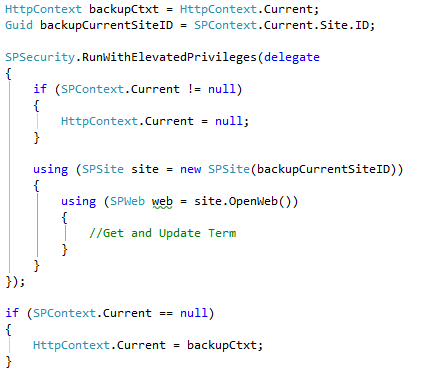 HttpContext backupCtxt = HttpContext.Current;
Guid backupCurrentSiteID = SPContext.Current.Site.ID;

SPSecurity.RunWithElevatedPrivileges(delegate
{
    if (SPContext.Current != null)
    {
        HttpContext.Current = null;
    }

    using (SPSite site = new SPSite(backupCurrentSiteID))
    {
        using (SPWeb web = site.OpenWeb())
        {
            //Get and Update Term
        }
    }
});

if (SPContext.Current == null)
{
    HttpContext.Current = backupCtxt;
}